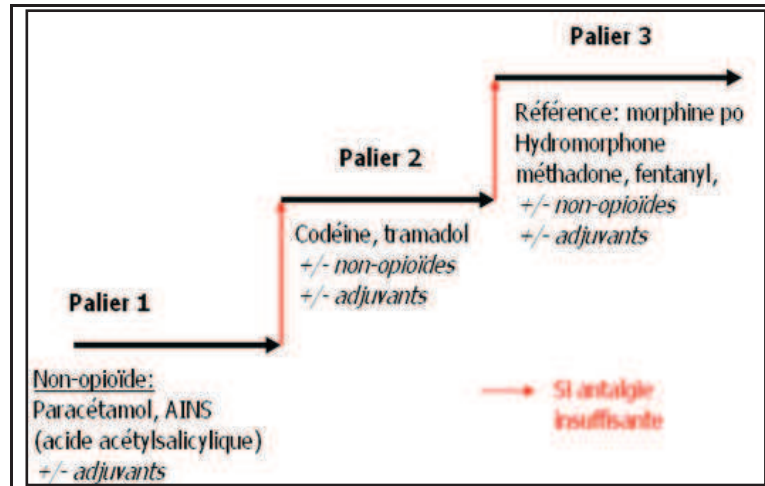 Palier 3
Référence: morphine po
Hydromorphone
méthadone, fentanyl,
+/- non-opioïdes
+/- adjuvants
Palier 2
Codéine, tramadol
+/- non-opioïdes
+/- adjuvants
Palier 1
Non-opioïde:
Paracétamol, AINS
(acide acétylsalicylique)
+/- adjuvants
Si antalgie
insuffisante